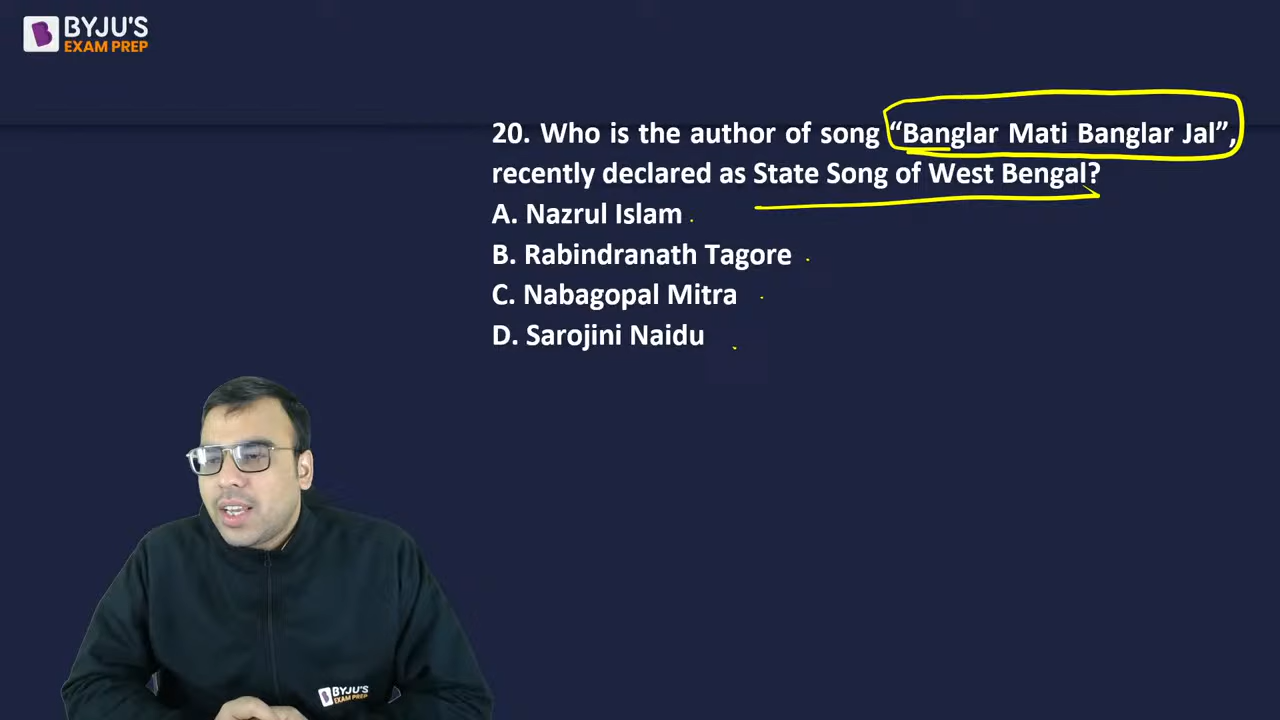 BYJU'S
EXAM PREP
20. Who is the author of song “Banglar Mati Banglar Jal”,
recently declared as State Song of West Bengal?
A. Nazrul Islam
B. Rabindranath Tagore
C. Nabagopal Mitra
D. Sarojini Naidu
BYJU'S
EXAM PREP